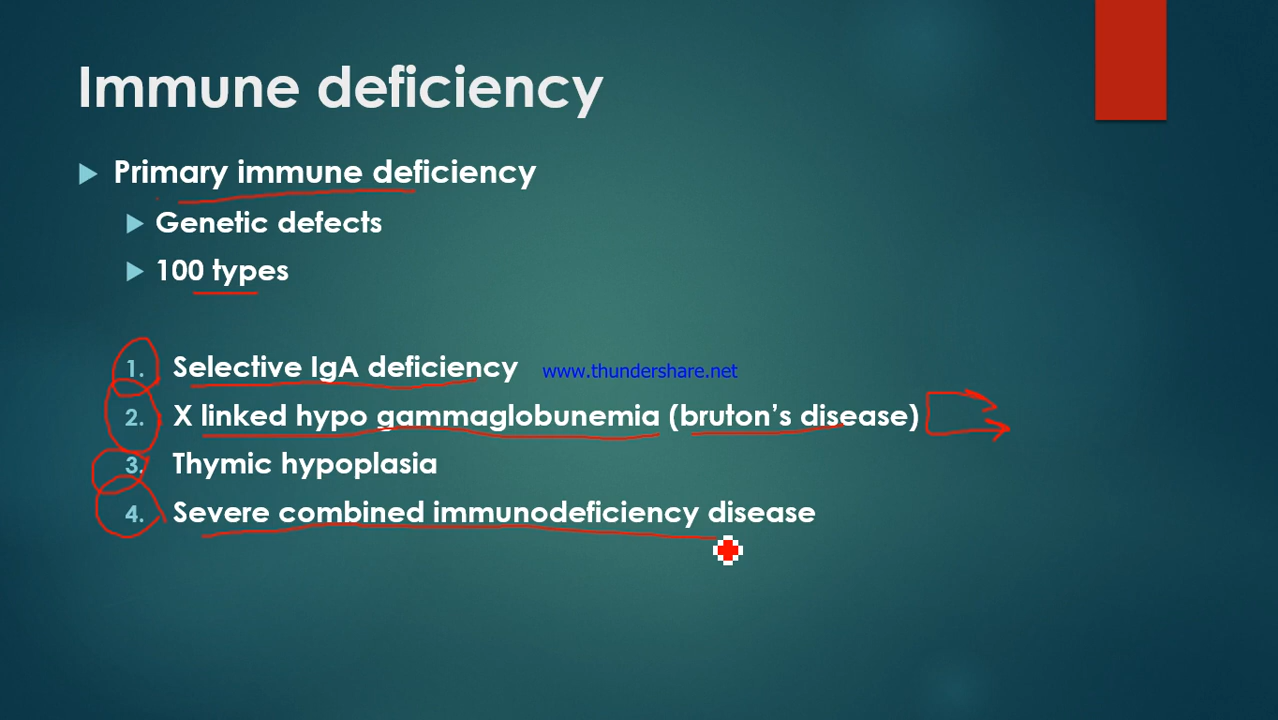 Immune deficiency
Primary immune deficiency
Genetic defects
100 types
1. Selective IgA deficiency www.thundershare.net
2. X linked hypo gammaglobunemia (bruton's disease)
3. Thymic hypoplasia
4. Severe combined immunodeficiency disease